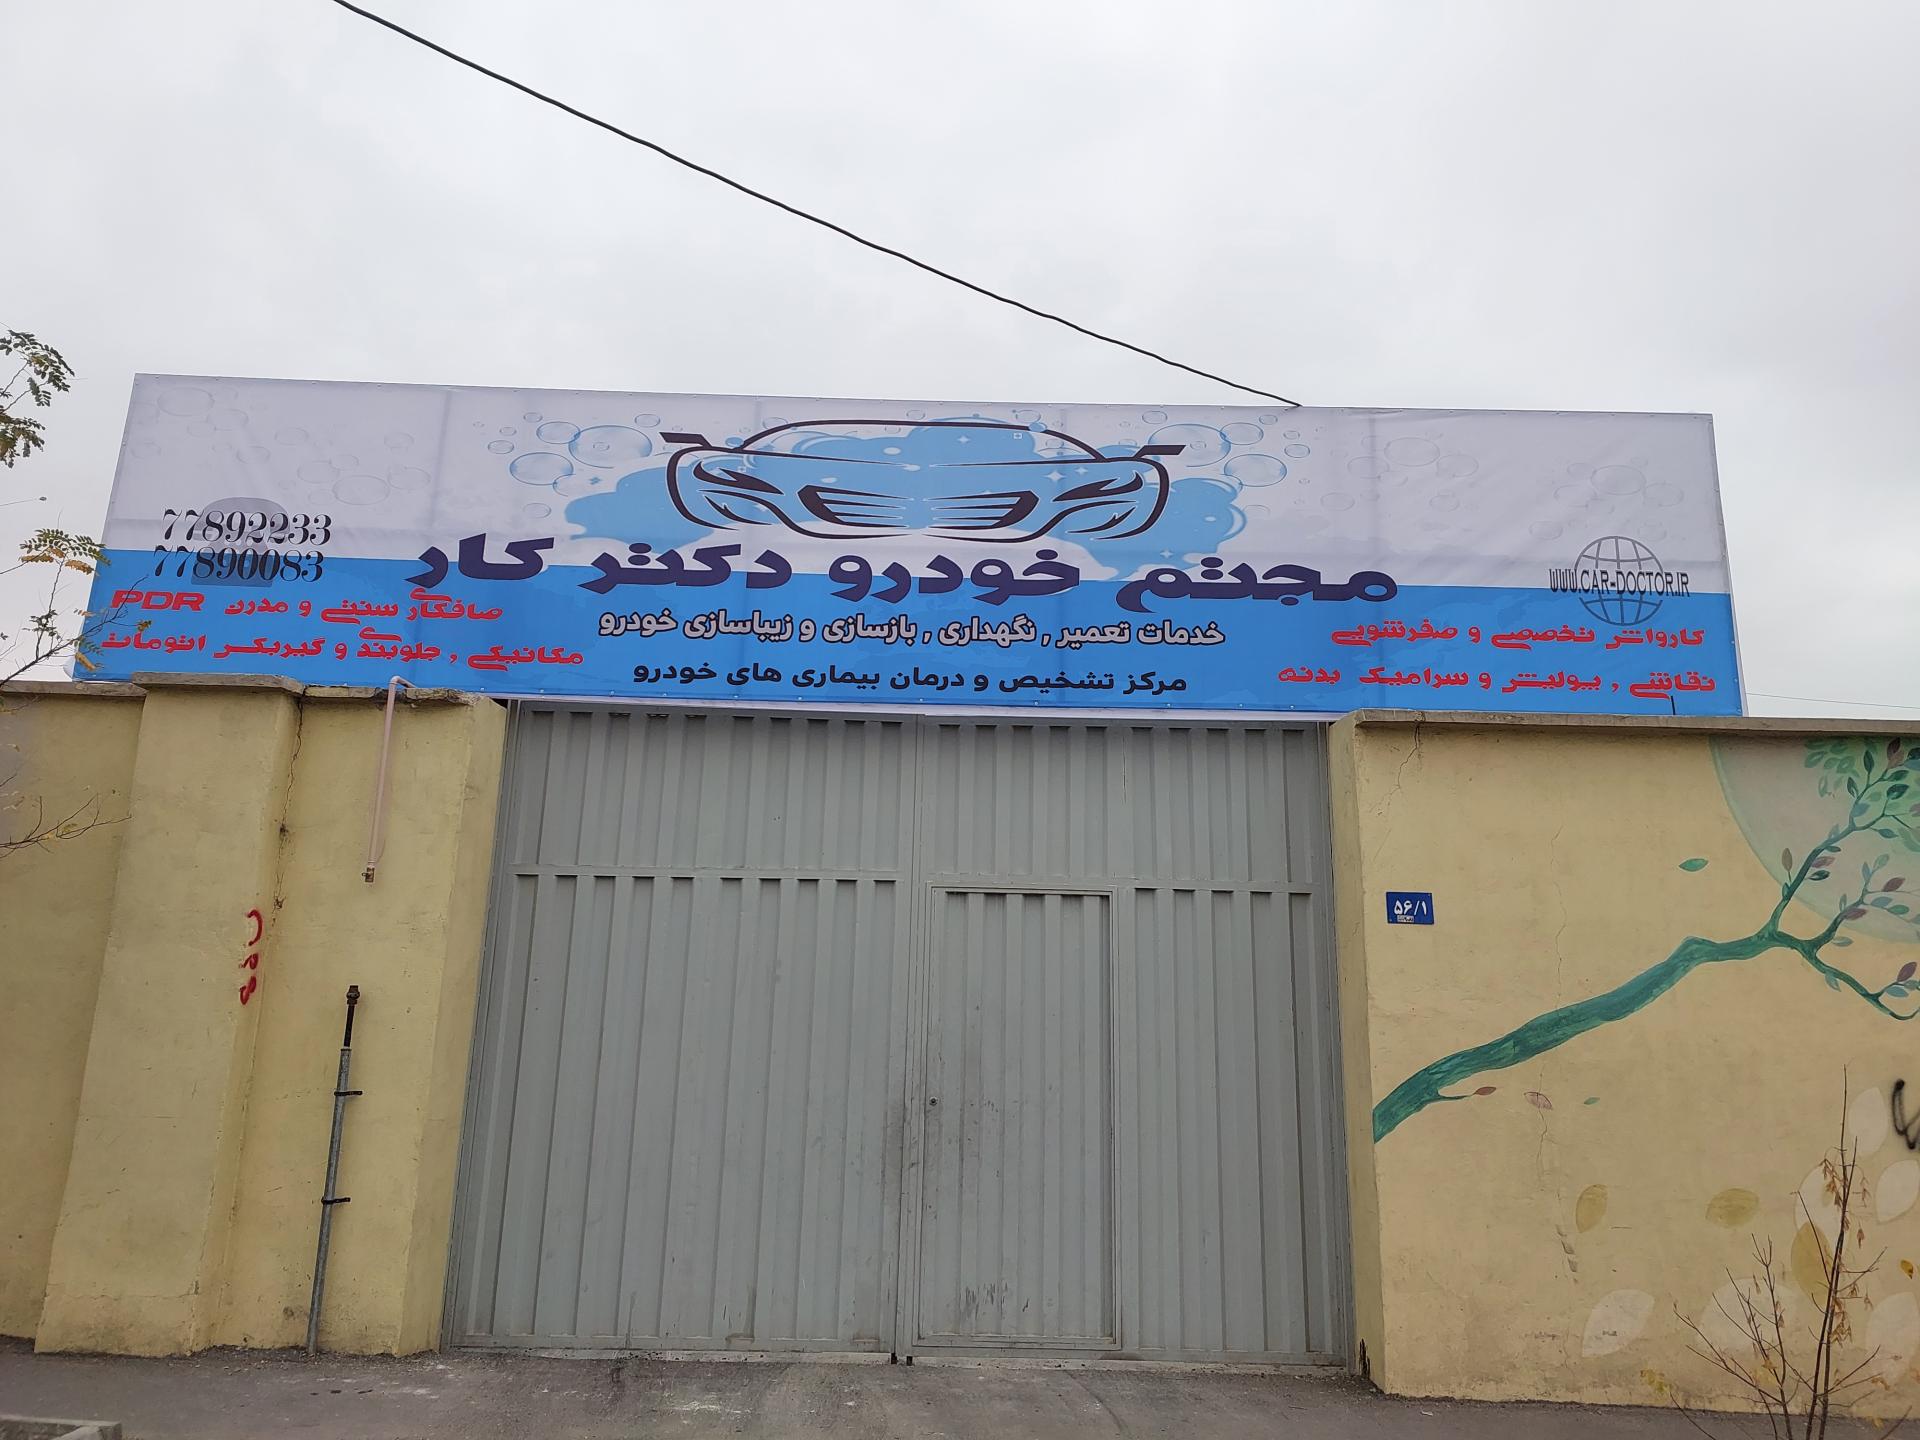 77892233
77890083
WWW.CAR-DOCTOR.IR
مجتمع خودرو دکتر کار
خدمات تعمیر , نگهداری , بازسازی و زیباسازی خودرو
مرکز تشخیص و درمان بیماری های خودرو
کارواش تخصصی و صفرشویی
نقاشی , پولیش و سرامیک بدنه
صافکاری سنتی و مدرن PDR
مکانیکی , جلوبندی و گیربکس اتومات
۵۶/۱